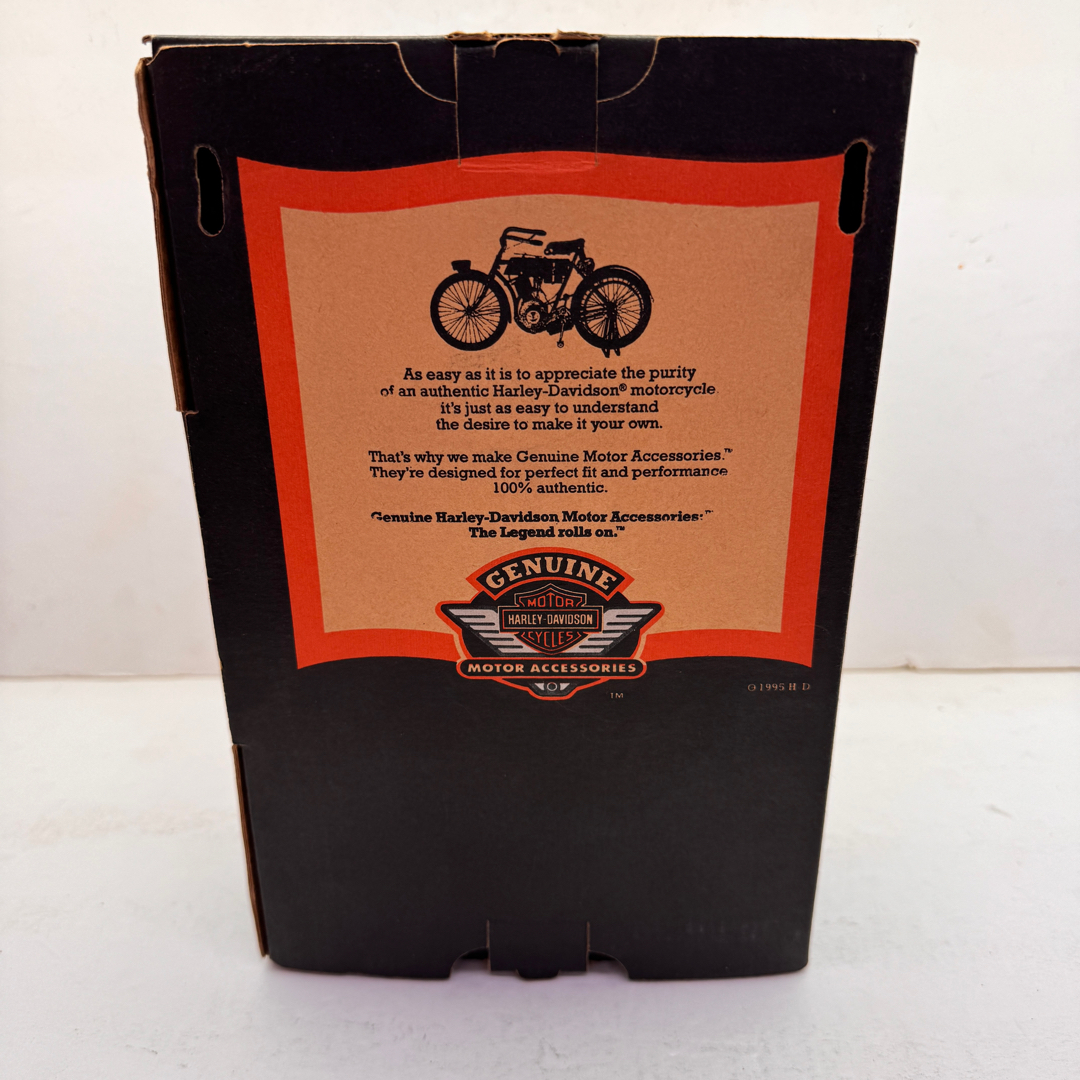 As easy as it is to appreciate the purity
of an authentic Harley-Davidson® motorcycle
it's just as easy to understand
the desire to make it your own.
That's why we make Genuine Motor Accessories.™
They're designed for perfect fit and performance
100% authentic.
Genuine Harley-Davidson Motor Accessories:™
The Legend rolls on.™
GENUINE
MOTOR
HARLEY-DAVIDSON
CYCLES
MOTOR ACCESSORIES
TM
©1995 H-D